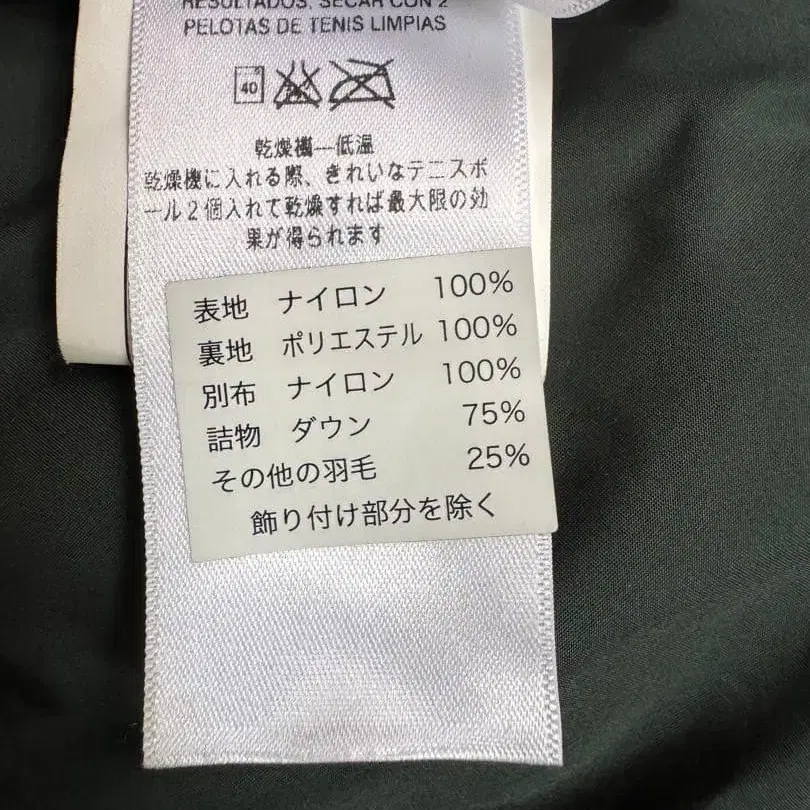 RESULTADOS, SECAR CON 2
PELOTAS DE TENIS LIMPIAS
40
乾燥機—低温
乾燥機に入れる際、きれいなテニスボ
ール2個入れて乾燥すれば最大限の効
果が得られます
表地 ナイロン 100%
裏地 ポリエステル 100%
別布 ナイロン 100%
詰物 ダウン 75%
その他の羽毛 25%
飾り付け部分を除く